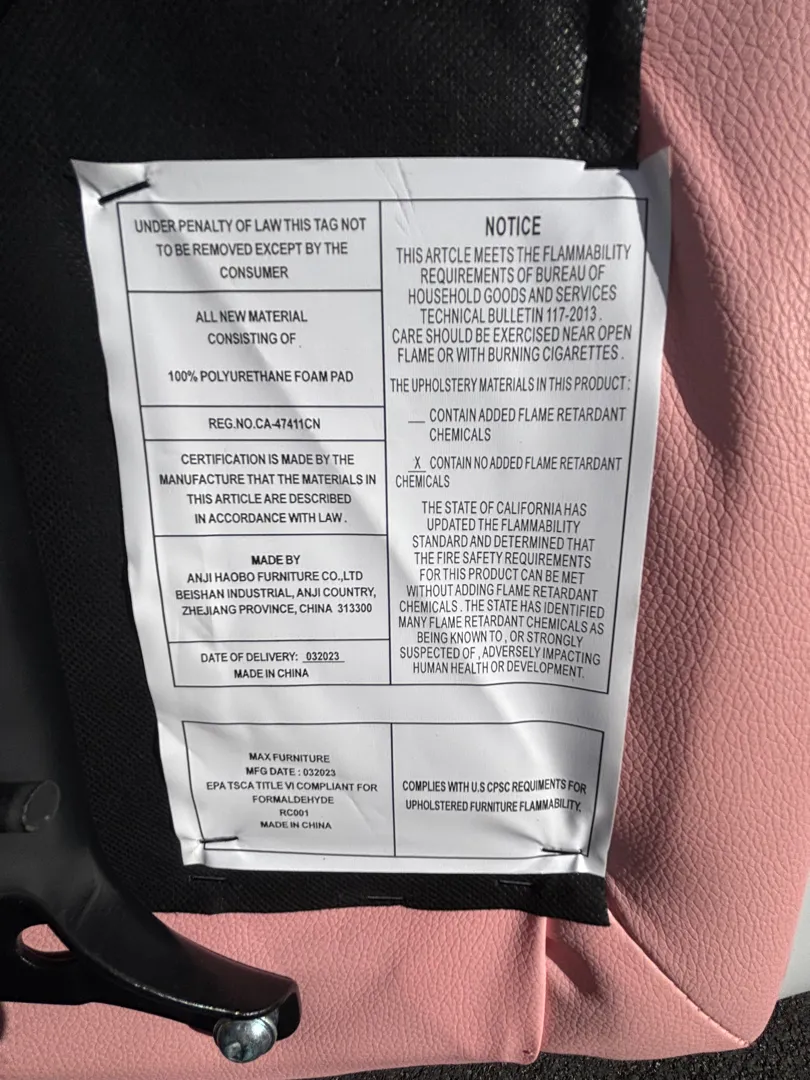 UNDER PENALTY OF LAW THIS TAG NOT
TO BE REMOVED EXCEPT BY THE
CONSUMER
ALL NEW MATERIAL
CONSISTING OF
100% POLYURETHANE FOAM PAD
REG.NO.CA-47411CN
CERTIFICATION IS MADE BY THE
MANUFACTURE THAT THE MATERIALS IN
THIS ARTICLE ARE DESCRIBED
IN ACCORDANCE WITH LAW .
MADE BY
ANJI HAOBO FURNITURE CO.,LTD
BEISHAN INDUSTRIAL, ANJI COUNTRY,
ZHEJIANG PROVINCE, CHINA 313300
DATE OF DELIVERY: 032023
MADE IN CHINA
NOTICE
THIS ARTCLE MEETS THE FLAMMABILITY
REQUIREMENTS OF BUREAU OF
HOUSEHOLD GOODS AND SERVICES
TECHNICAL BULLETIN 117-2013 .
CARE SHOULD BE EXERCISED NEAR OPEN
FLAME OR WITH BURNING CIGARETTES .
THE UPHOLSTERY MATERIALS IN THIS PRODUCT :
__ CONTAIN ADDED FLAME RETARDANT
CHEMICALS
X CONTAIN NO ADDED FLAME RETARDANT
CHEMICALS
THE STATE OF CALIFORNIA HAS
UPDATED THE FLAMMABILITY
STANDARD AND DETERMINED THAT
THE FIRE SAFETY REQUIREMENTS
FOR THIS PRODUCT CAN BE MET
WITHOUT ADDING FLAME RETARDANT
CHEMICALS . THE STATE HAS IDENTIFIED
MANY FLAME RETARDANT CHEMICALS AS
BEING KNOWN TO , OR STRONGLY
SUSPECTED OF , ADVERSELY IMPACTING
HUMAN HEALTH OR DEVELOPMENT.
MAX FURNITURE
MFG DATE : 032023
EPA TSCA TITLE VI COMPLIANT FOR
FORMALDEHYDE
RC001
MADE IN CHINA
COMPLIES WITH U.S CPSC REQUIMENTS FOR
UPHOLSTERED FURNITURE FLAMMABILITY.